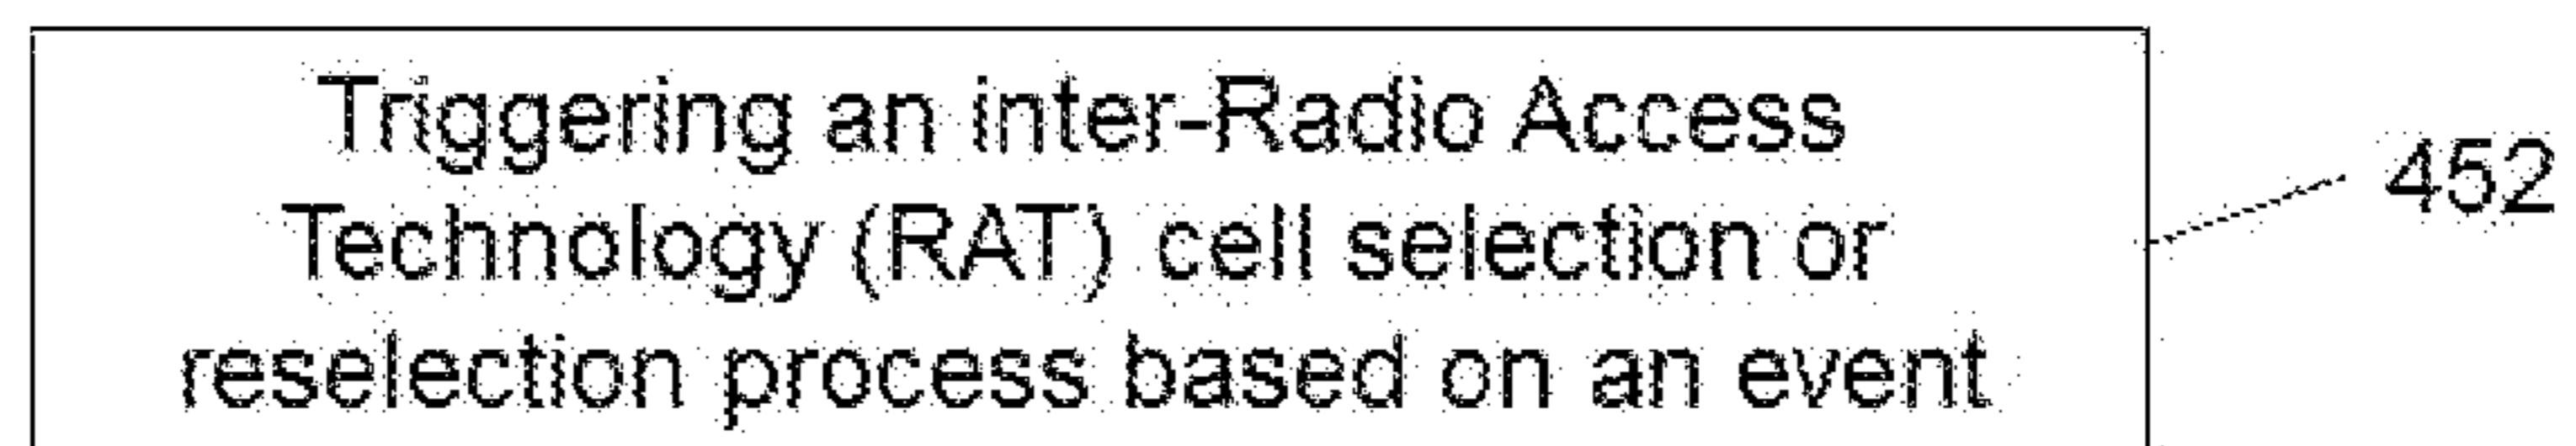 Triggering an inter-Radio Access
Technology (RAT) cell selection or
reselection process based on an event
452